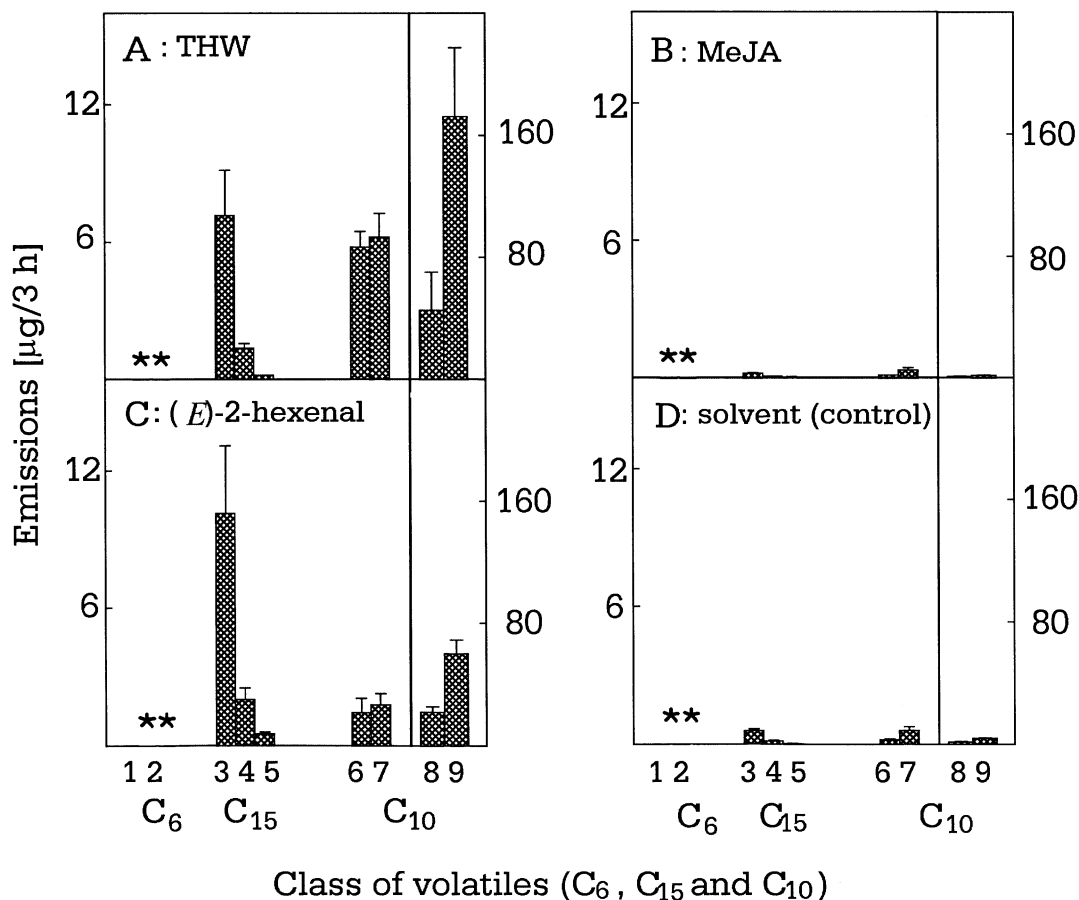 A : THW
B : MeJA
12
160
12
160
6
80
6
80
**
**
C: (E)-2-hexenal
D: solvent (control)
12
160
12
160
6
80
6
80
**
**
Emissions [µg/3 h]
1 2 3 4 5 6 7 8 9
1 2 3 4 5 6 7 8 9
C6 C15 C10
C6 C15 C10
Class of volatiles (C6, C15 and C10)